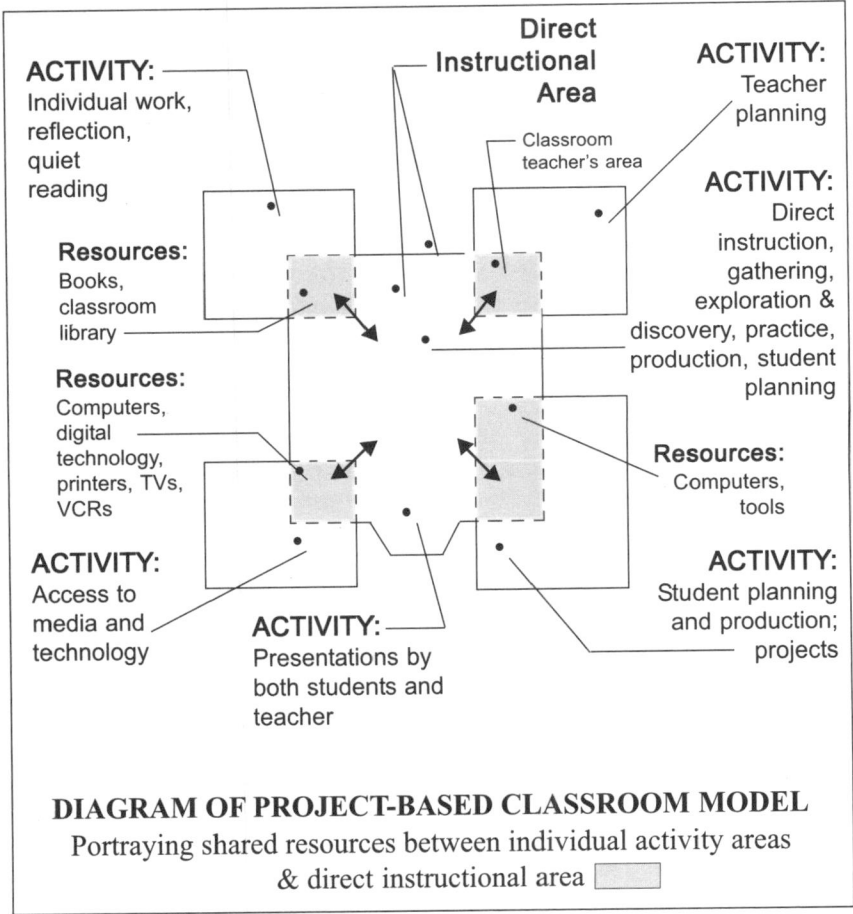 ACTIVITY:
Individual work,
reflection,
quiet
reading
Direct
Instructional
Area
Classroom
teacher's area
ACTIVITY:
Teacher
planning
Resources:
Books,
classroom
library
ACTIVITY:
Direct
instruction,
gathering,
exploration &
discovery, practice,
production, student
planning
Resources:
Computers,
digital
technology,
printers, TVs,
VCRs
Resources:
Computers,
tools
ACTIVITY:
Access to
media and
technology
ACTIVITY:
Presentations by
both students and
teacher
ACTIVITY:
Student planning
and production;
projects
DIAGRAM OF PROJECT-BASED CLASSROOM MODEL
Portraying shared resources between individual activity areas
& direct instructional area